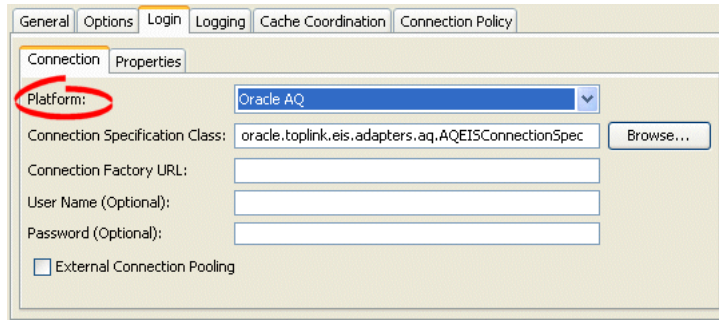 General Options Login Logging Cache Coordination Connection Policy
Connection Properties
Platform: Oracle AQ
Connection Specification Class: oracle.toplink.eis.adapters.aq.AQEISConnectionSpec Browse...
Connection Factory URL:
User Name (Optional):
Password (Optional):
External Connection Pooling